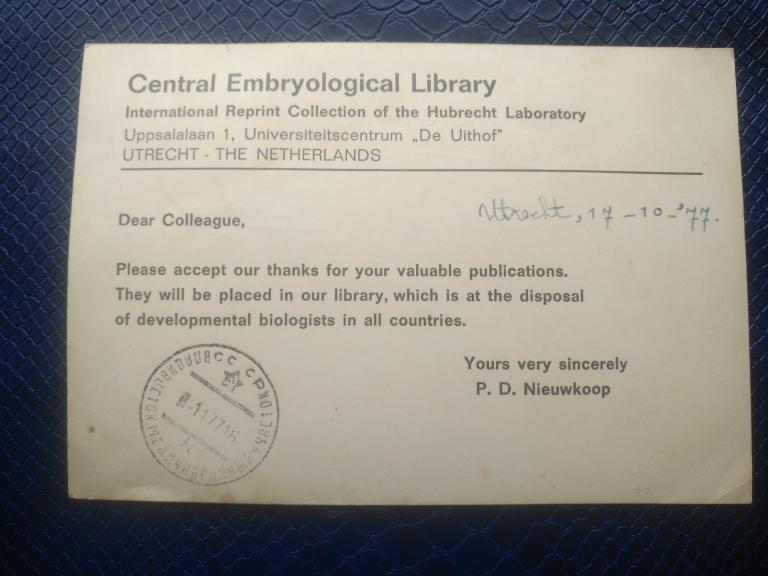 Central Embryological Library
International Reprint Collection of the Hubrecht Laboratory
Uppsalalaan 1, Universiteitscentrum „De Uithof"
UTRECHT - THE NETHERLANDS
Utrecht, 17-10-'77.
Dear Colleague,
Please accept our thanks for your valuable publications.
They will be placed in our library, which is at the disposal
of developmental biologists in all countries.
Yours very sincerely
P. D. Nieuwkoop
СССР